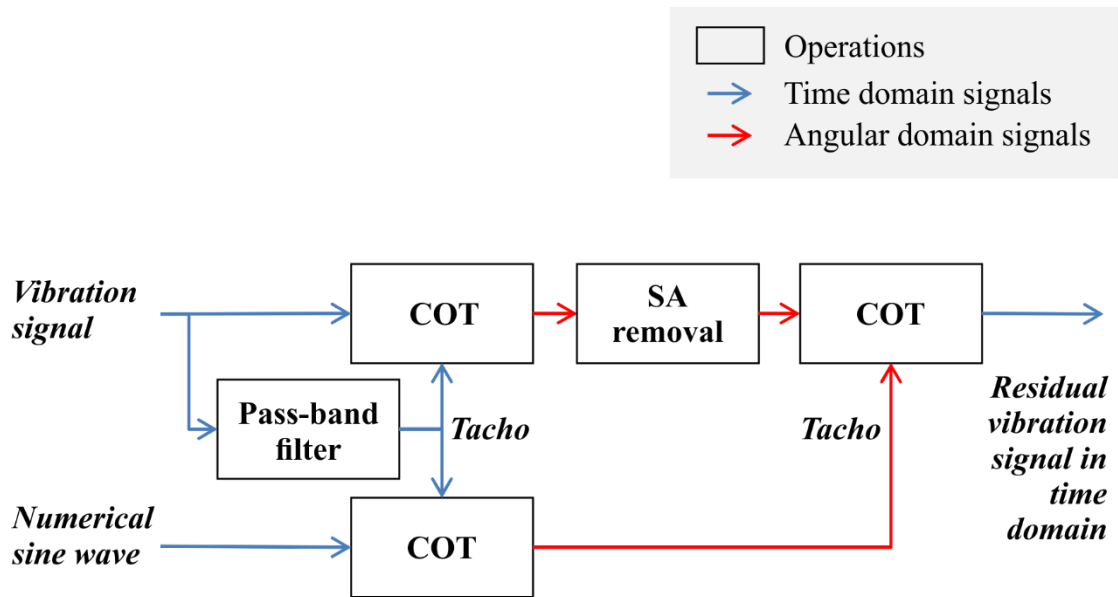 Operations
Time domain signals
Angular domain signals
Vibration
signal
COT
SA
removal
COT
Pass-band
filter
Tacho
Tacho
Residual
vibration
signal in
time
domain
Numerical
sine wave
COT